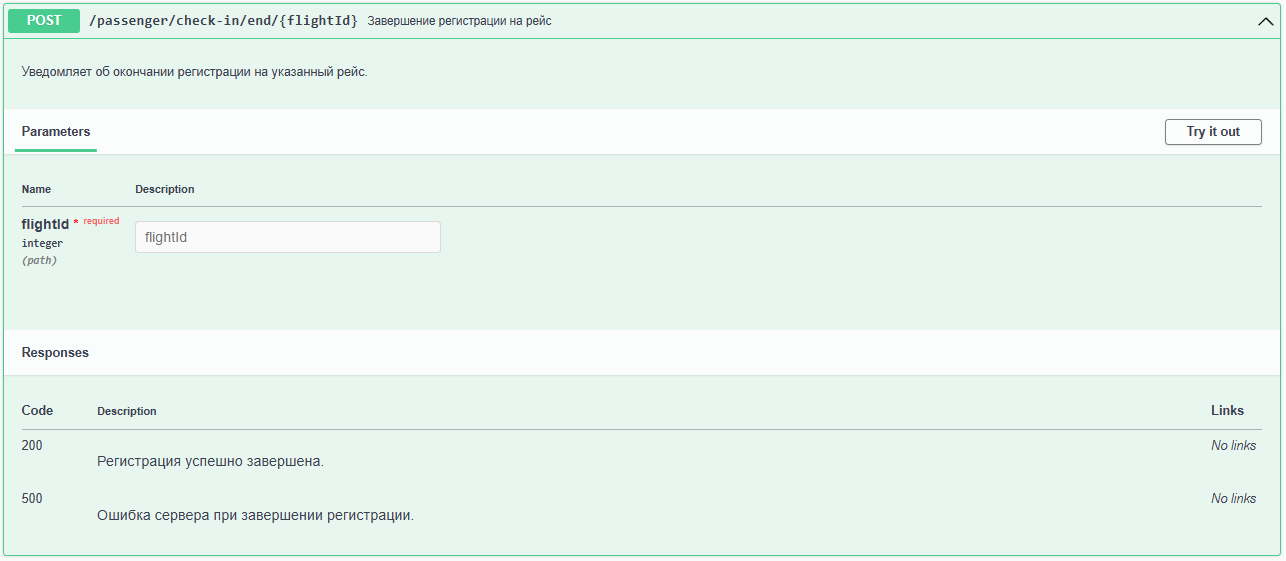 POST /passenger/check-in/end/{flightId} Завершение регистрации на рейс
Уведомляет об окончании регистрации на указанный рейс.
Parameters
Try it out
Name Description
flightId * required
integer
(path)
flightId
Responses
Code Description Links
200 No links
Регистрация успешно завершена.
500 No links
Ошибка сервера при завершении регистрации.